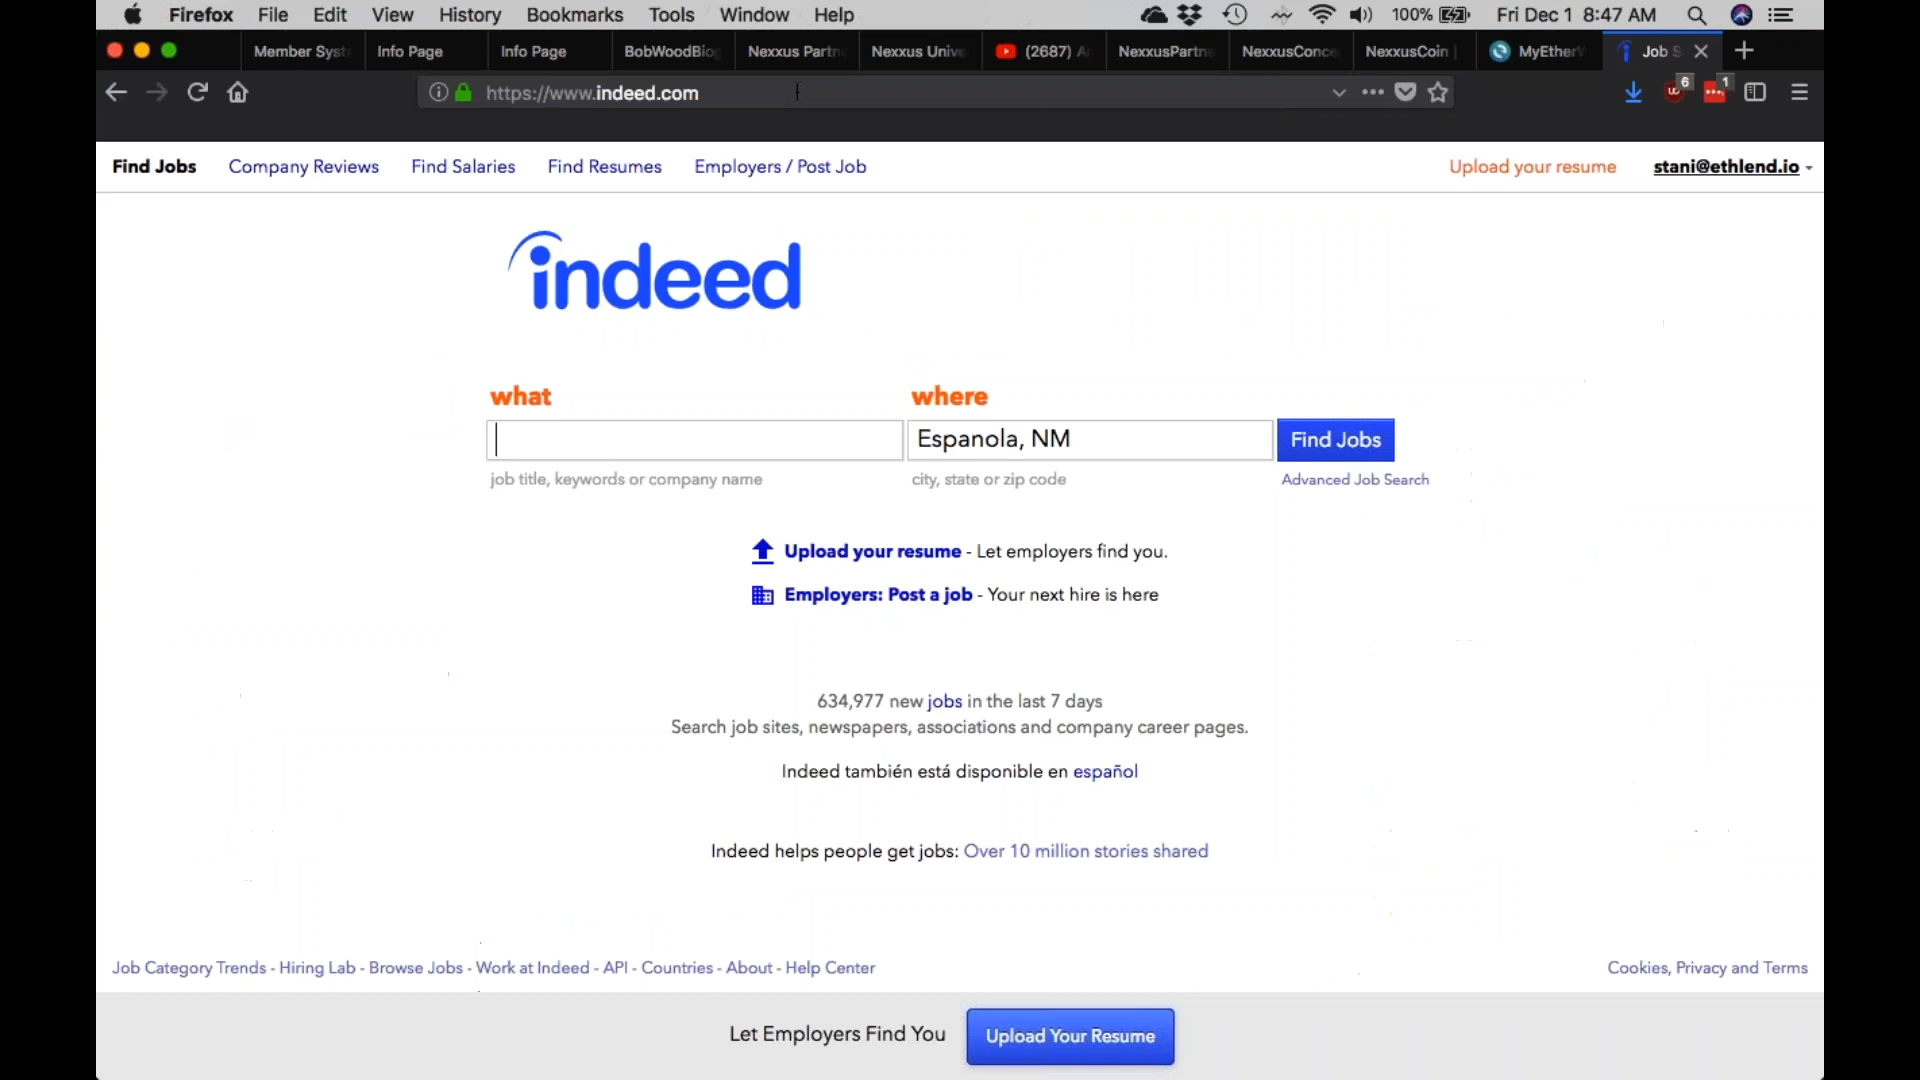 Firefox File Edit View History Bookmarks Tools Window Help 100% Fri Dec 1 8:47 AM
Member Syst Info Page Info Page BobWoodBlog Nexxus Partn Nexxus Unive (2687) A NexxusPartne NexxusConce NexxusCoin | MyEtherW Job S
https://www.indeed.com 6 1
Find Jobs Company Reviews Find Salaries Find Resumes Employers / Post Job Upload your resume stani@ethlend.io
indeed
what where
Espanola, NM Find Jobs
job title, keywords or company name city, state or zip code Advanced Job Search
Upload your resume - Let employers find you.
Employers: Post a job - Your next hire is here
634,977 new jobs in the last 7 days
Search job sites, newspapers, associations and company career pages.
Indeed también está disponible en español
Indeed helps people get jobs: Over 10 million stories shared
Job Category Trends - Hiring Lab - Browse Jobs - Work at Indeed - API - Countries - About - Help Center Cookies, Privacy and Terms
Let Employers Find You Upload Your Resume